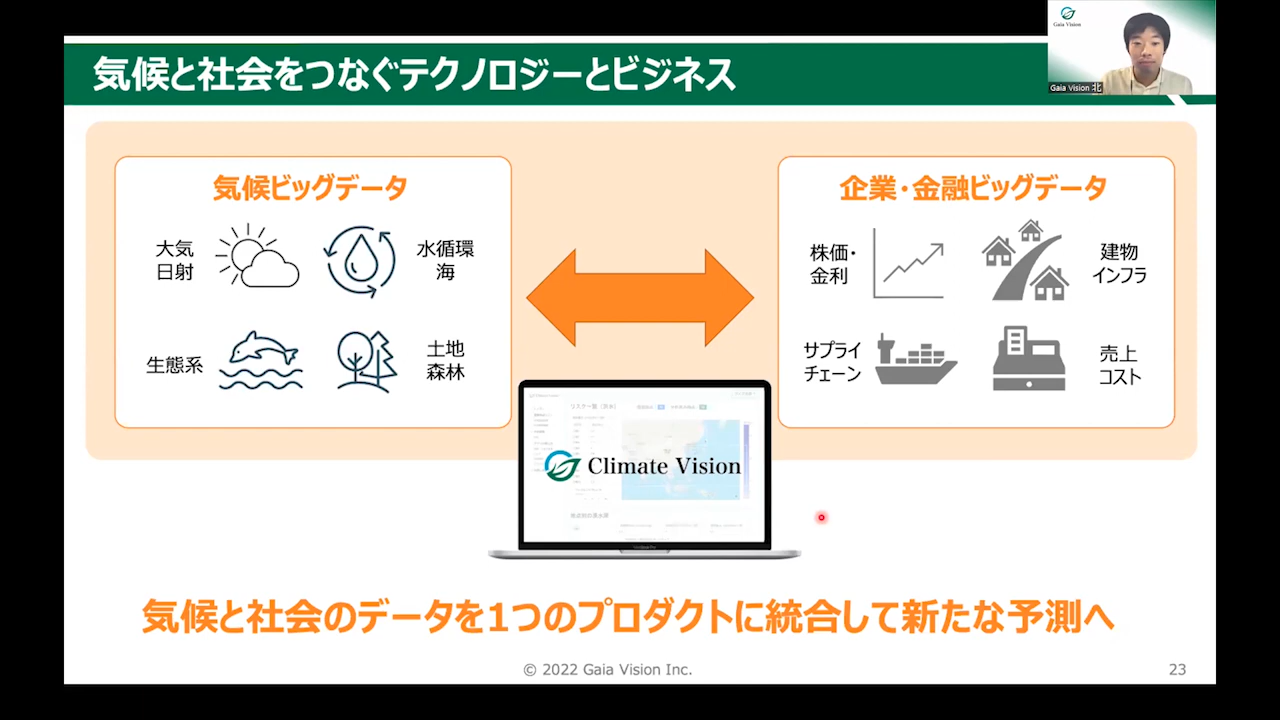 気候と社会をつなぐテクノロジーとビジネス
Gaia Vision
Gaia Vision 北
気候ビッグデータ
大気
日射
水循環
海
生態系
土地
森林
企業・金融ビッグデータ
株価・
金利
建物
インフラ
サプライ
チェーン
売上
コスト
Climate Vision
気候と社会のデータを1つのプロダクトに統合して新たな予測へ
© 2022 Gaia Vision Inc.
23